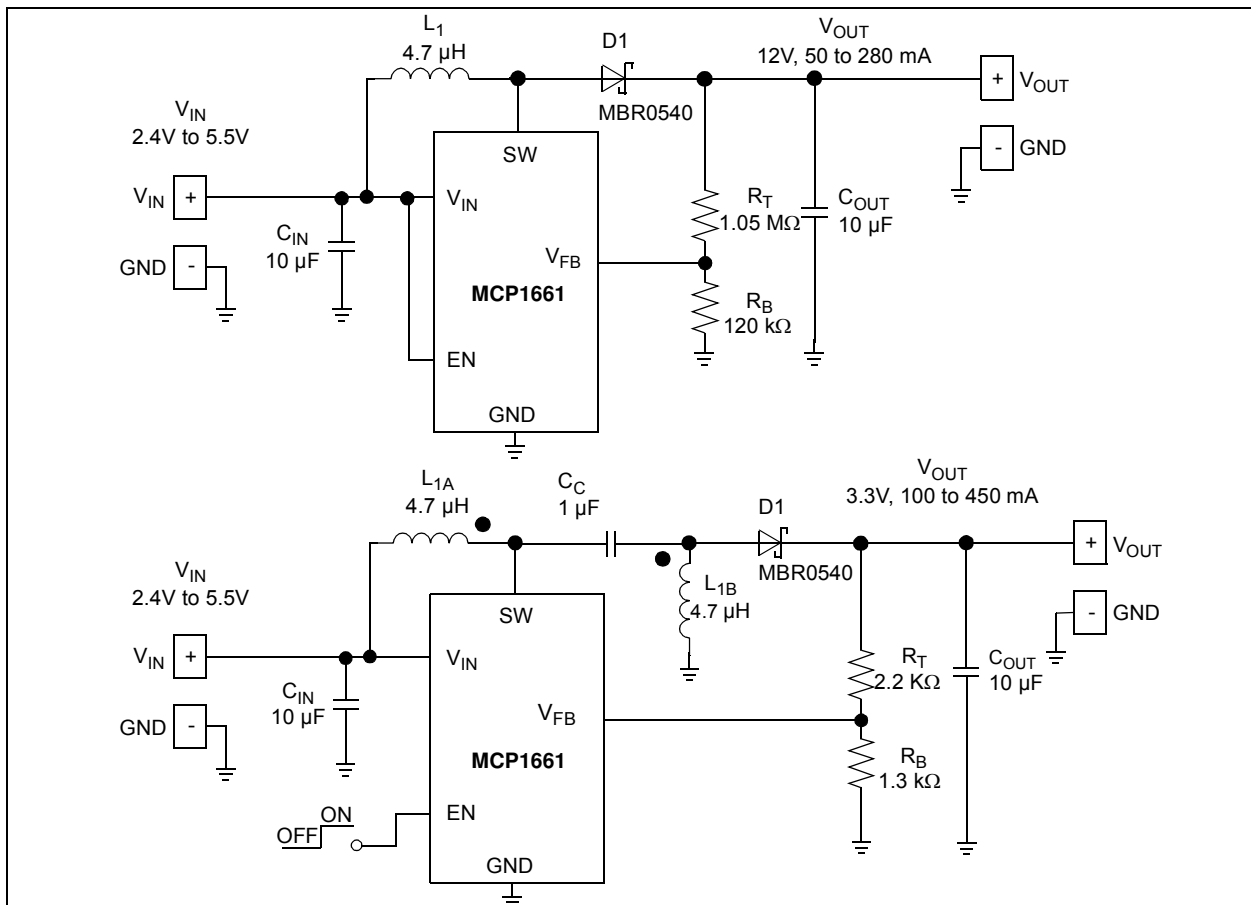 L1
4.7 µH
D1
MBR0540
VOUT
12V, 50 to 280 mA
+ VOUT
- GND
VIN
2.4V to 5.5V
VIN +
GND -
CIN
10 µF
SW
VIN
VFB
MCP1661
EN
GND
RT
1.05 MΩ
COUT
10 µF
RB
120 kΩ
L1A
4.7 µH
CC
1 µF
D1
MBR0540
VOUT
3.3V, 100 to 450 mA
+ VOUT
- GND
L1B
4.7 µH
VIN
2.4V to 5.5V
VIN +
GND -
CIN
10 µF
SW
VIN
VFB
MCP1661
EN
GND
OFF ON
RT
2.2 KΩ
COUT
10 µF
RB
1.3 kΩ